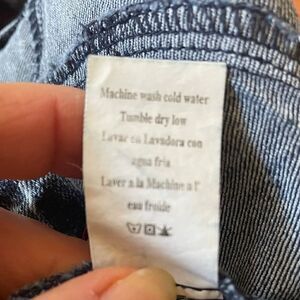 Machine wash cold water
Tumble dry low
Lavar en Lavadora con
agua fria
Laver a la Machine a l'
eau froide